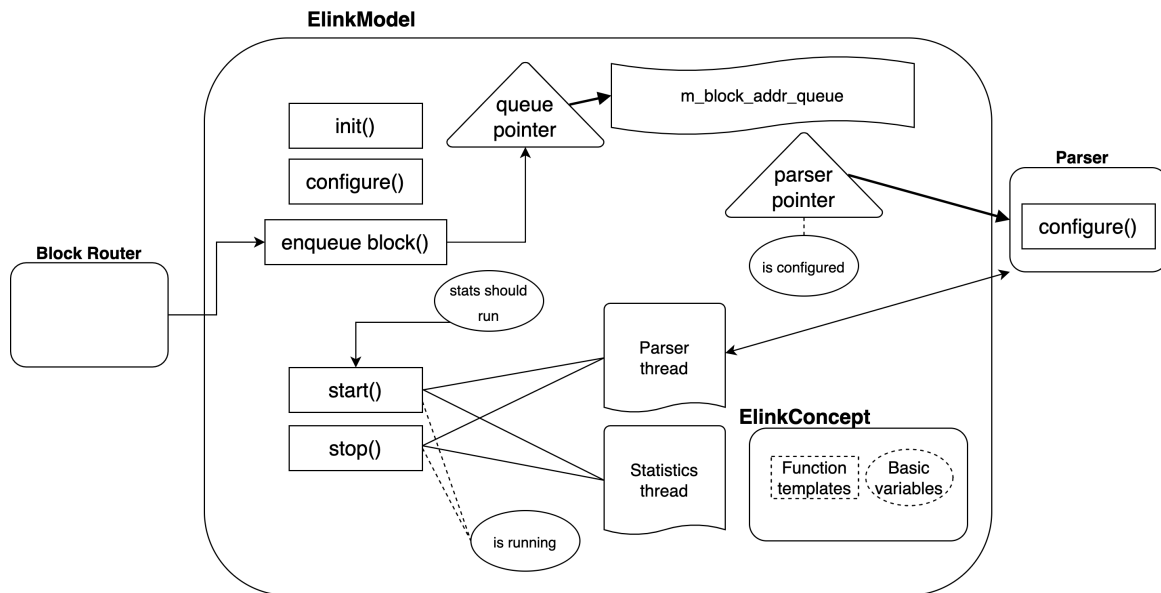 ElinkModel
queue
pointer
m_block_addr_queue
init()
configure()
parser
pointer
Parser
configure()
enqueue block()
Block Router
is configured
stats should
run
Parser
thread
start()
stop()
ElinkConcept
Function
templates
Basic
variables
Statistics
thread
is running